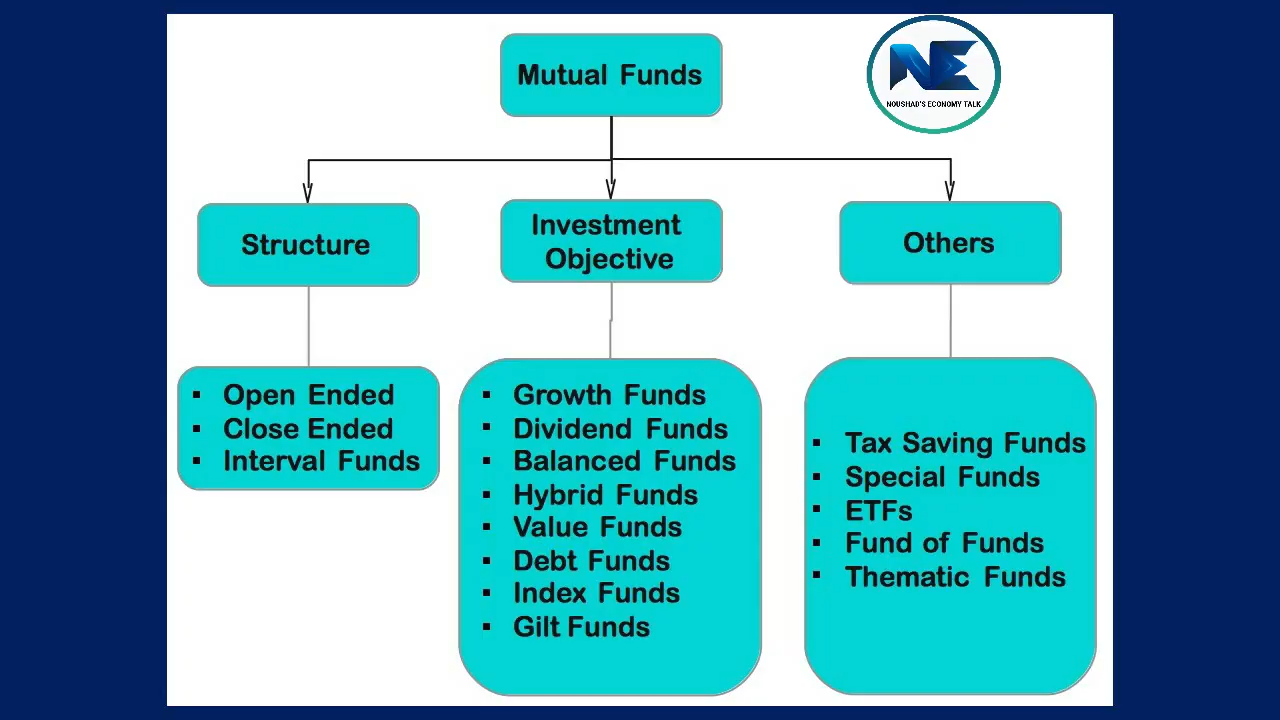 Mutual Funds
NE
NOUSHAD'S ECONOMY TALK
Structure
Investment
Objective
Others
▪ Open Ended
▪ Close Ended
▪ Interval Funds
▪ Growth Funds
▪ Dividend Funds
▪ Balanced Funds
▪ Hybrid Funds
▪ Value Funds
▪ Debt Funds
▪ Index Funds
▪ Gilt Funds
▪ Tax Saving Funds
▪ Special Funds
▪ ETFs
▪ Fund of Funds
▪ Thematic Funds